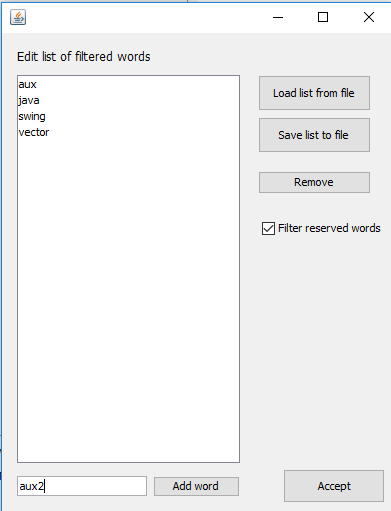 Edit list of filtered words
aux
java
swing
vector
Load list from file
Save list to file
Remove
Filter reserved words
aux2
Add word
Accept